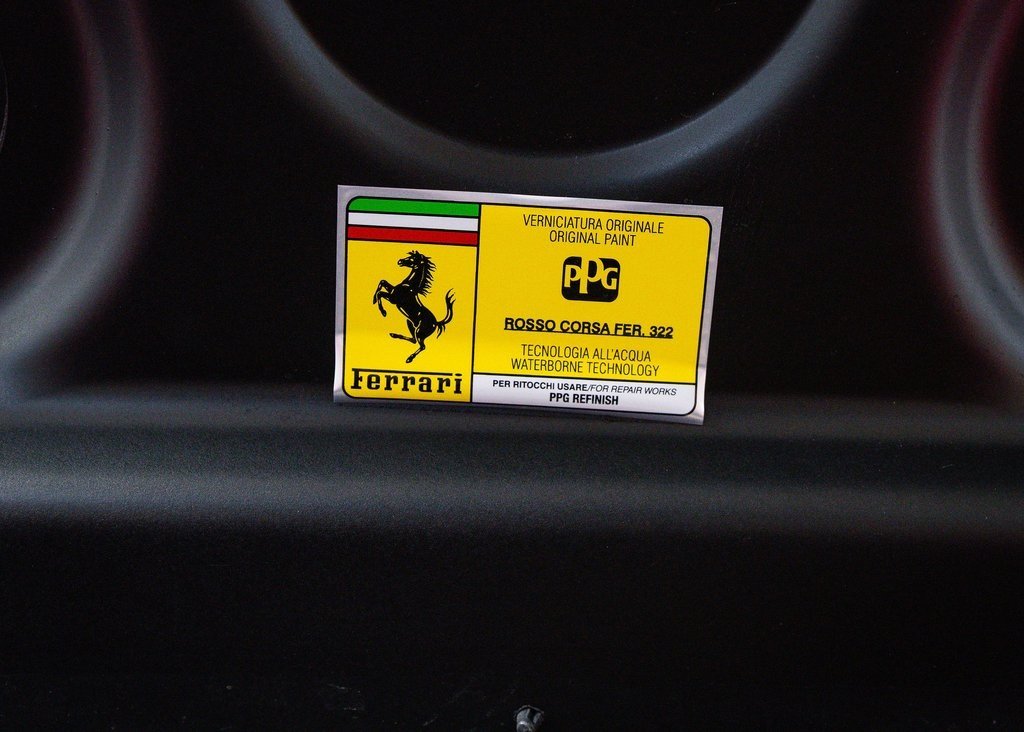 VERNICIATURA ORIGINALE
ORIGINAL PAINT
PPG
ROSSO CORSA FER. 322
TECNOLOGIA ALL'ACQUA
WATERBORNE TECHNOLOGY
PER RITOCCHI USARE/FOR REPAIR WORKS
PPG REFINISH
Ferrari